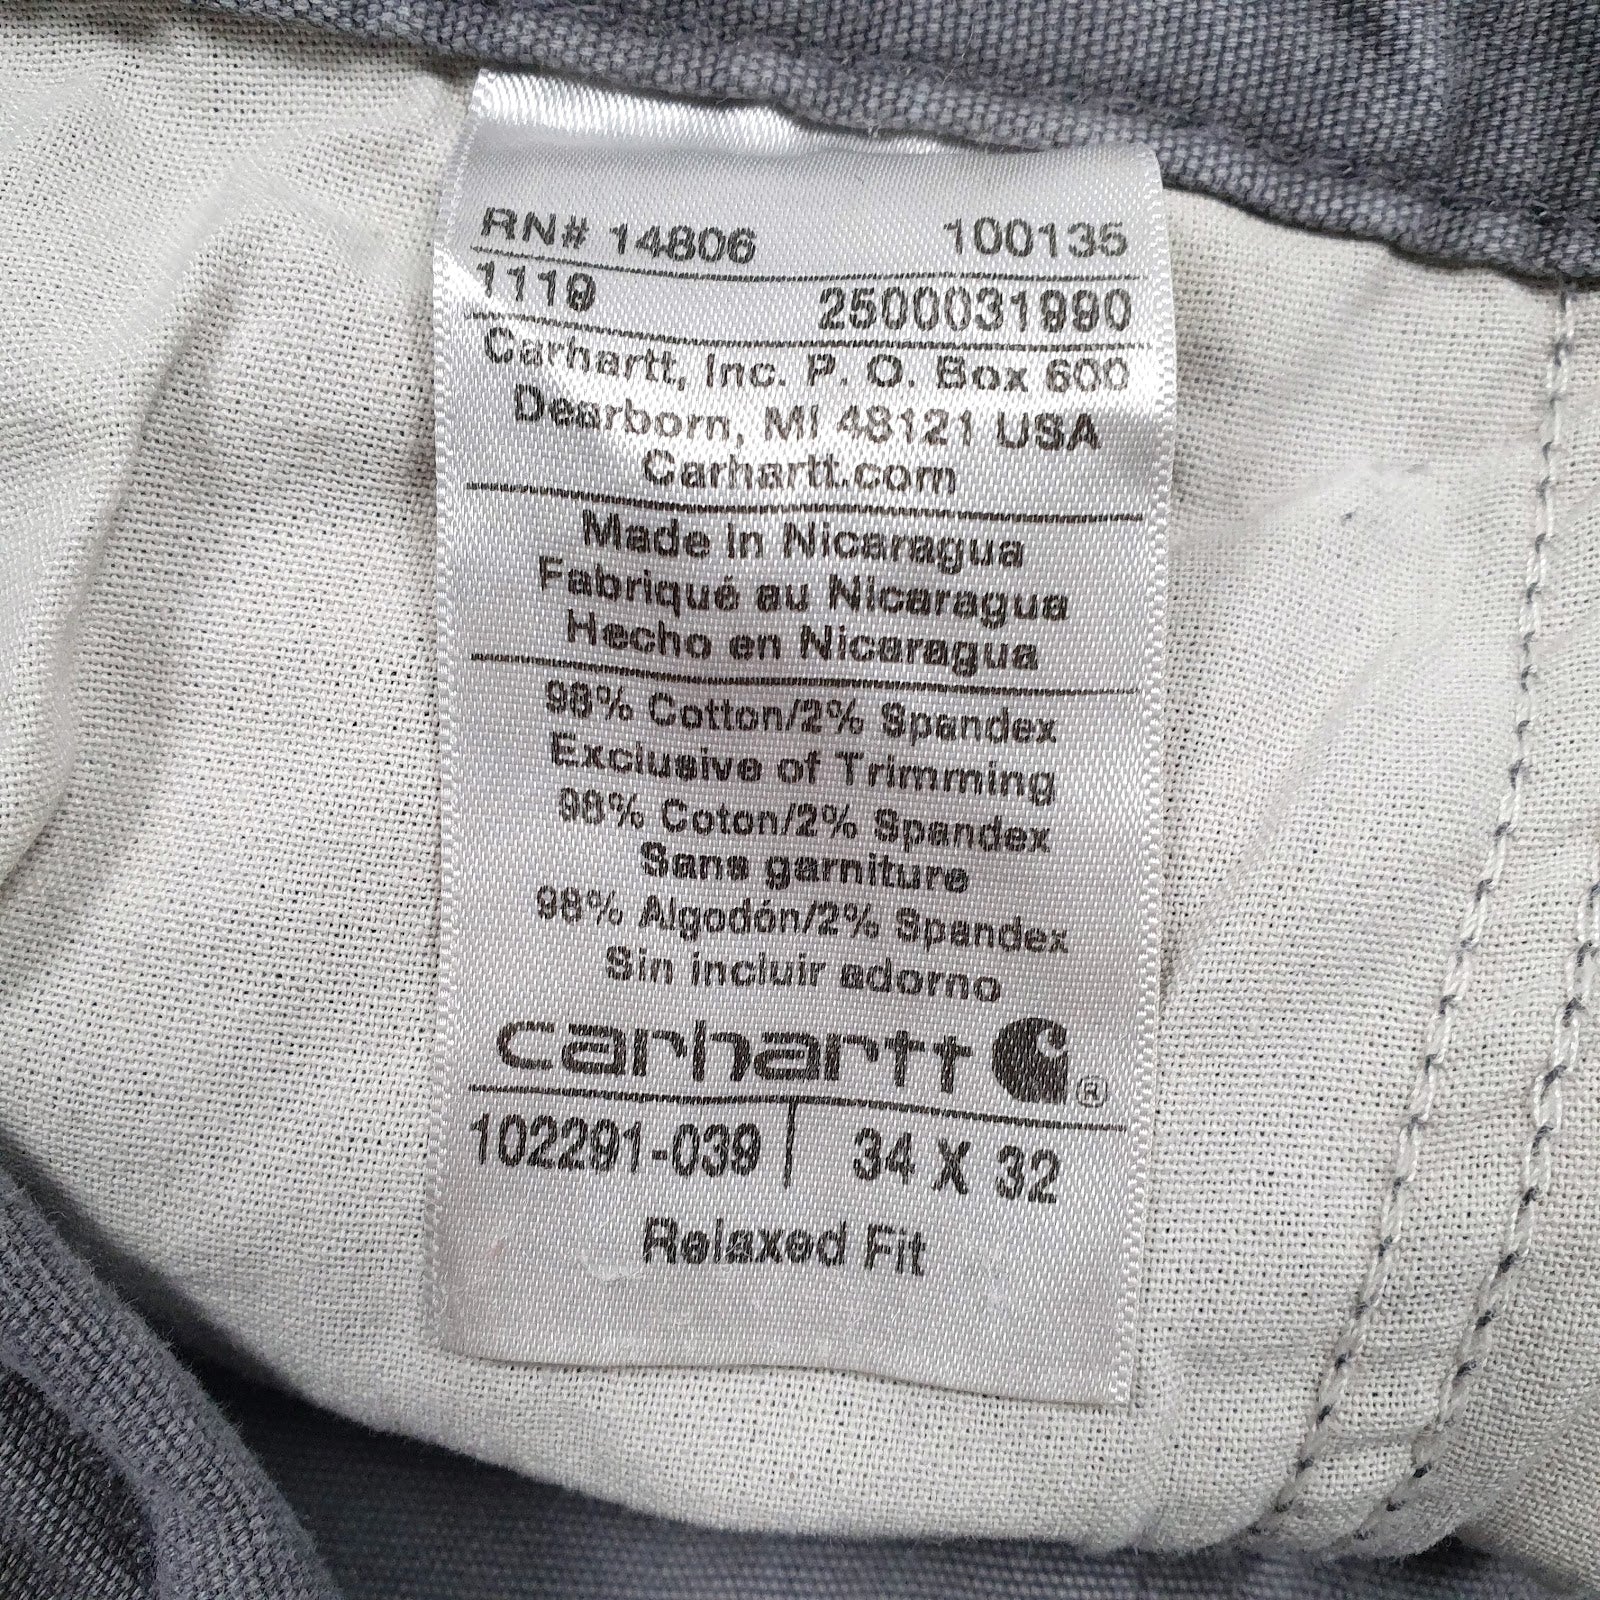 RN# 14806 100135
1119 2500031990
Carhartt, Inc. P. O. Box 600
Dearborn, MI 48121 USA
Carhartt.com
Made in Nicaragua
Fabriqué au Nicaragua
Hecho en Nicaragua
98% Cotton/2% Spandex
Exclusive of Trimming
98% Coton/2% Spandex
Sans garniture
98% Algodón/2% Spandex
Sin incluir adorno
carhartt ®
102291-039 | 34 X 32
Relaxed Fit